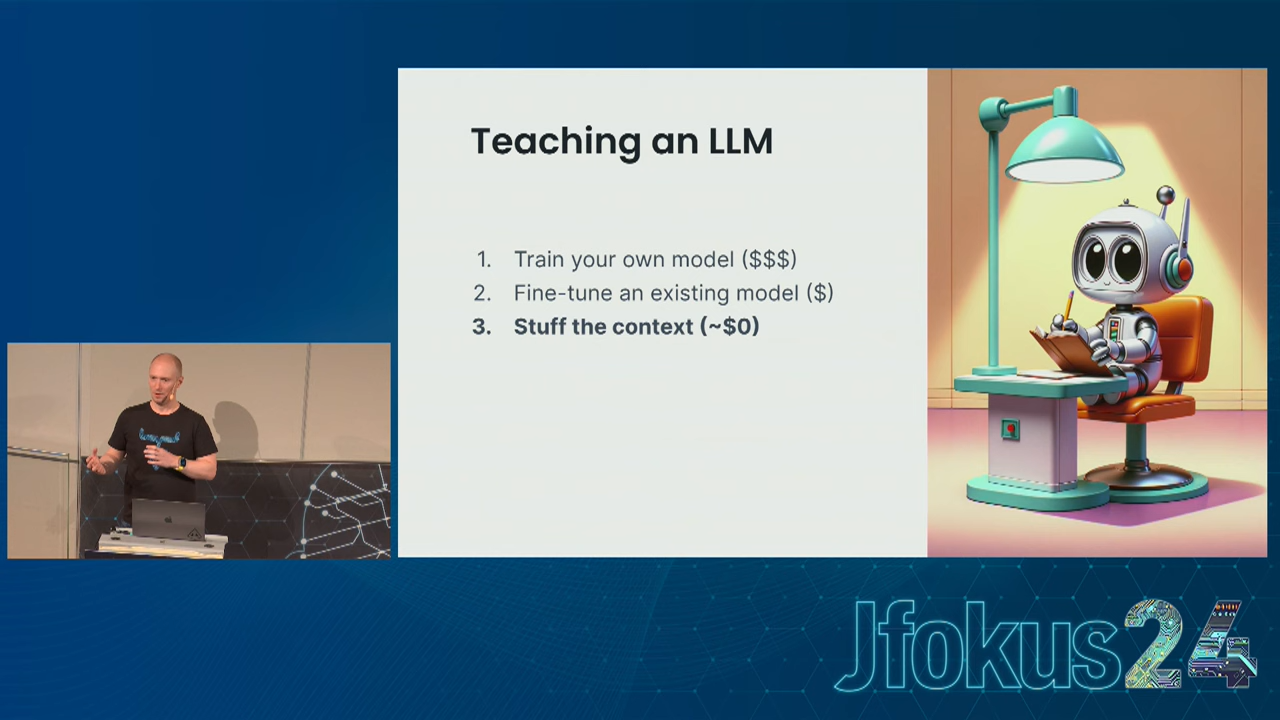 Teaching an LLM
1. Train your own model ($$$)
2. Fine-tune an existing model ($)
3. Stuff the context (~$0)
Jfokus24